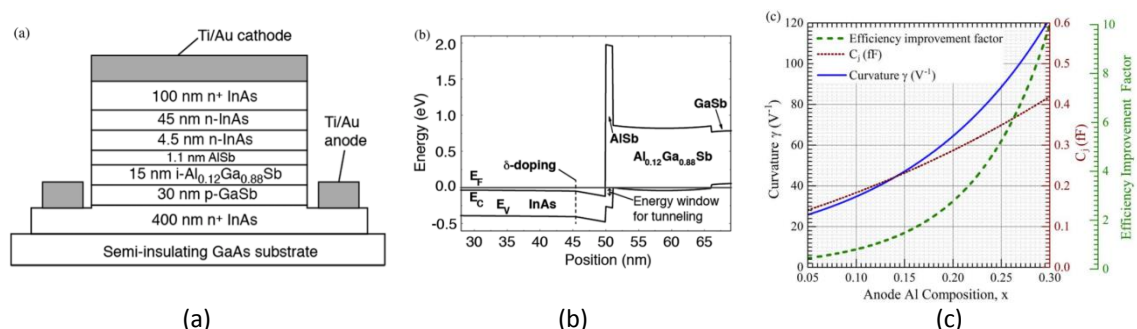 (a)
Ti/Au cathode
100 nm n⁺ InAs
45 nm n-InAs
4.5 nm n-InAs
1.1 nm AlSb
15 nm i-Al₀.₁₂Ga₀.₈₈Sb
30 nm p-GaSb
400 nm n⁺ InAs
Semi-insulating GaAs substrate
Ti/Au
anode
(b)
2.0
1.5
1.0
0.5
0.0
-0.5
Energy (eV)
GaSb
AlSb
Al₀.₁₂Ga₀.₈₈Sb
δ-doping
E_F
E_C
E_V
InAs
Energy window
for tunneling
30 35 40 45 50 55 60 65
Position (nm)
(c)
Efficiency improvement factor
C_j (fF)
Curvature γ (V⁻¹)
120
100
80
60
40
20
0
Curvature γ (V⁻¹)
0.6
0.5
0.4
0.3
0.2
0.1
0.0
C_j (fF)
10
8
6
4
2
0
Efficiency Improvement Factor
0.05 0.10 0.15 0.20 0.25 0.30
Anode Al Composition, x
(a) (b) (c)